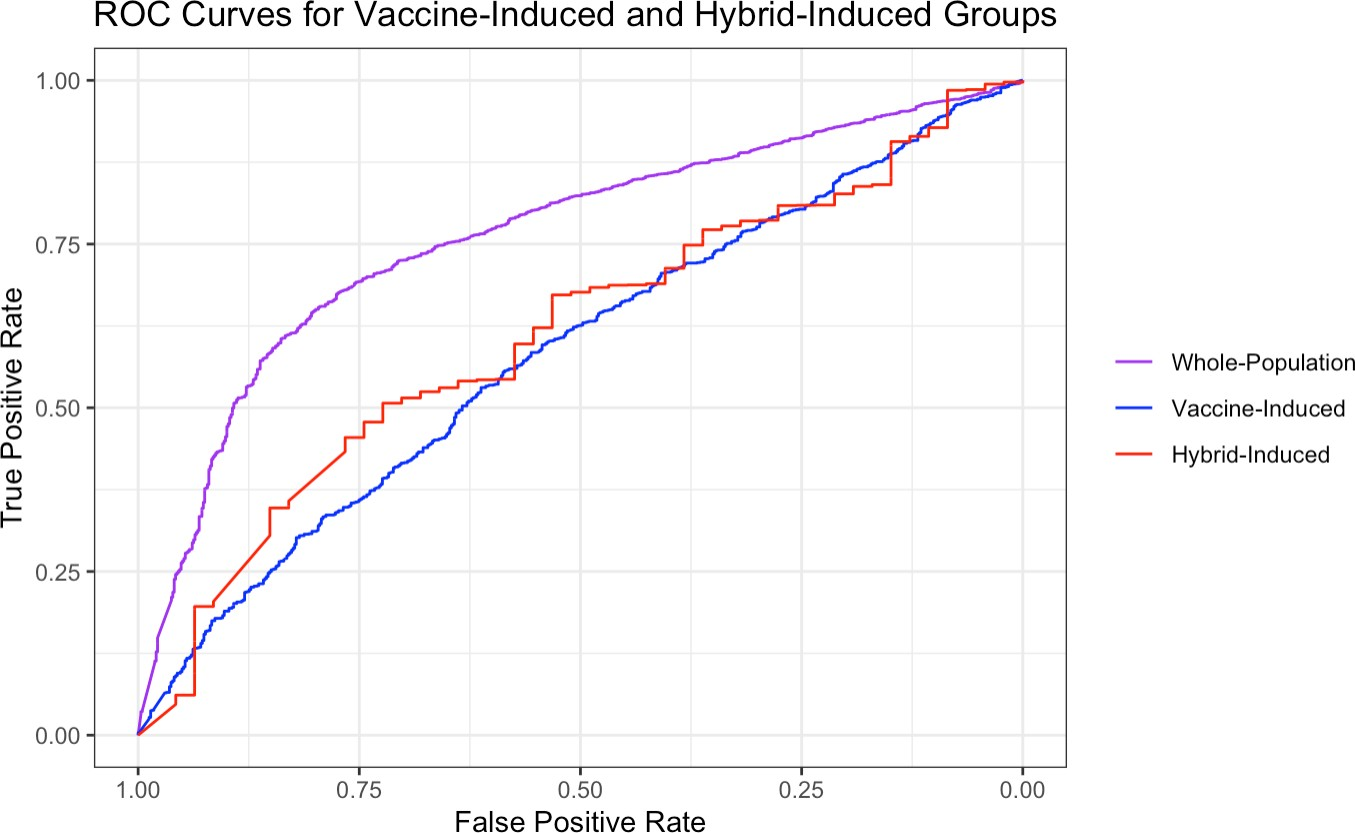 ROC Curves for Vaccine-Induced and Hybrid-Induced Groups
True Positive Rate
1.00
0.75
0.50
0.25
0.00
1.00 0.75 0.50 0.25 0.00
False Positive Rate
Whole-Population
Vaccine-Induced
Hybrid-Induced